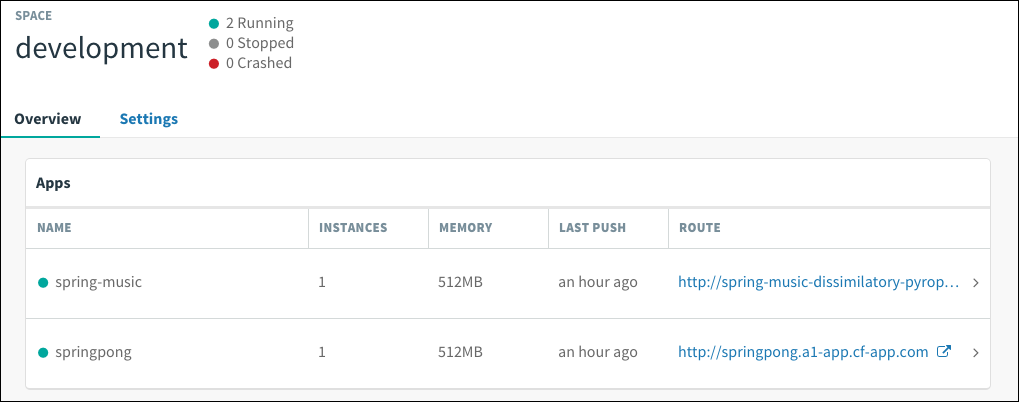 SPACE
development
2 Running
0 Stopped
0 Crashed
Overview Settings
Apps
NAME INSTANCES MEMORY LAST PUSH ROUTE
spring-music 1 512MB an hour ago http://spring-music-dissimilatory-pyrop…
springpong 1 512MB an hour ago http://springpong.a1-app.cf-app.com